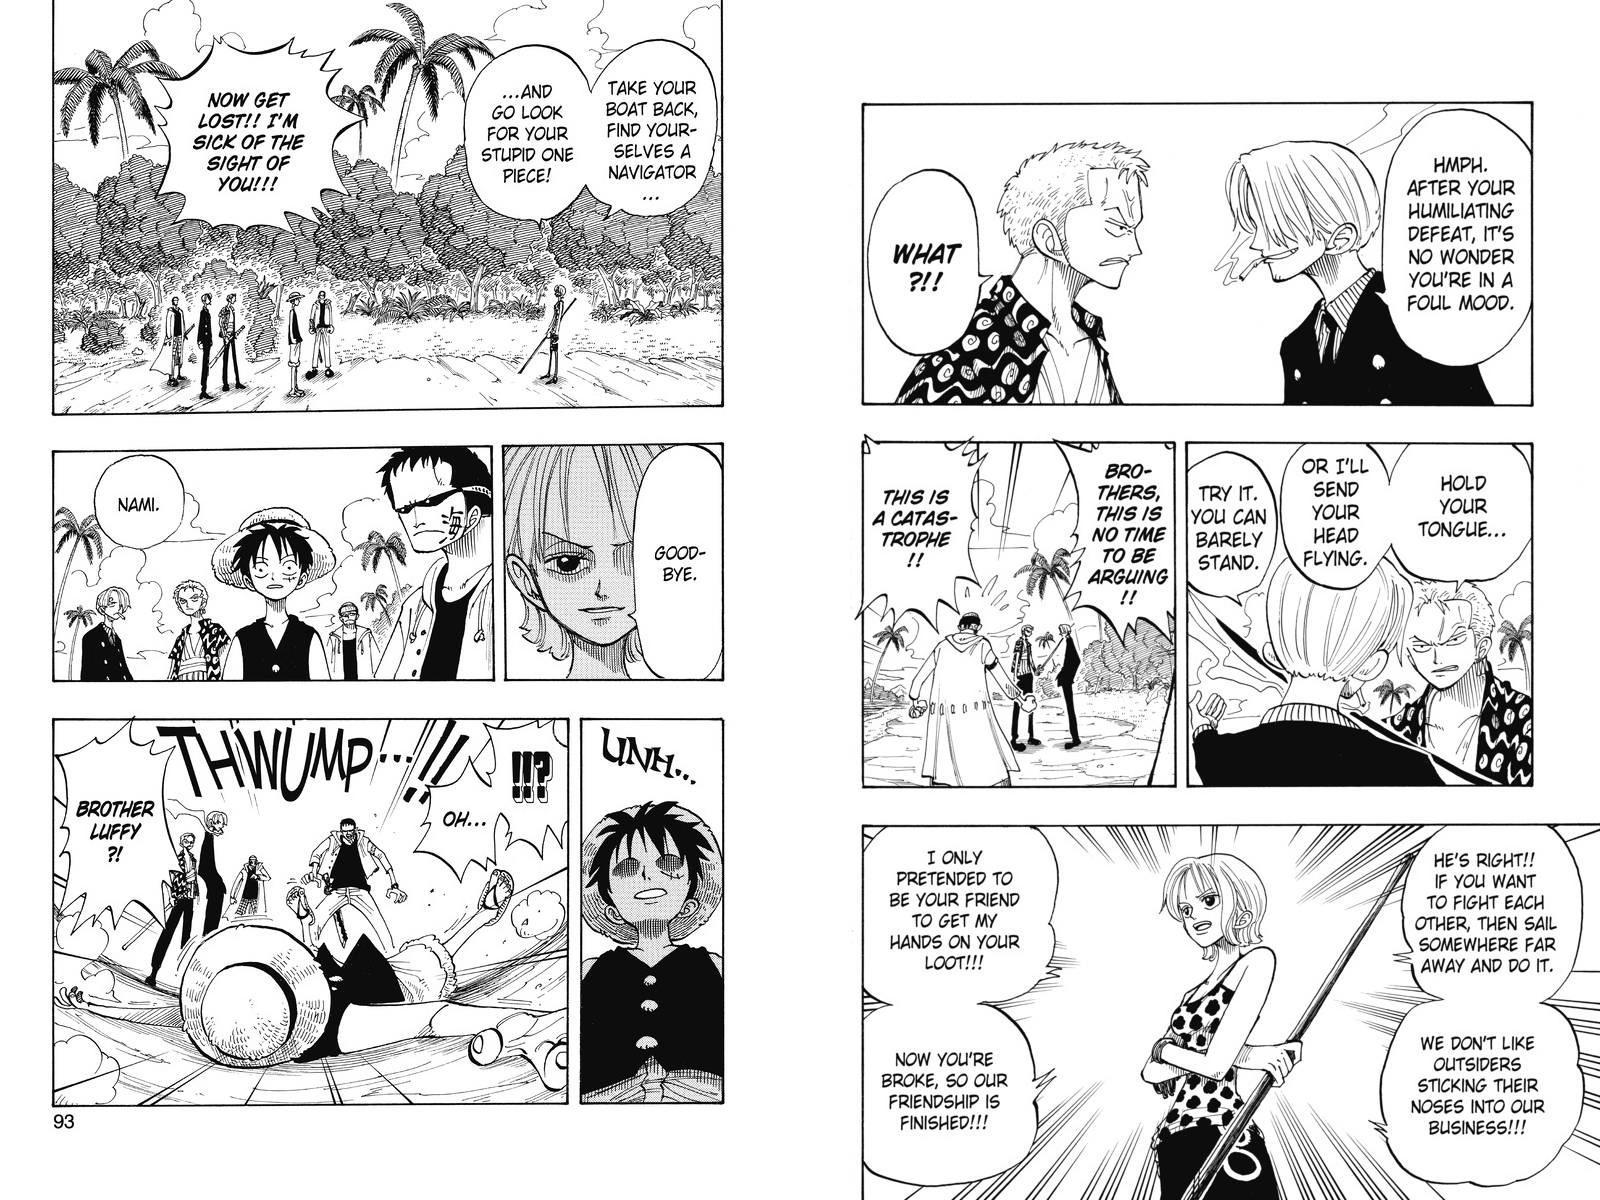 HMPH.
AFTER YOUR
HUMILIATING
DEFEAT, IT'S
NO WONDER
YOU'RE IN A
FOUL MOOD.
WHAT
?!!
HOLD
YOUR
TONGUE...
OR I'LL
SEND
YOUR
HEAD
FLYING.
TRY IT.
YOU CAN
BARELY
STAND.
BRO-
THERS,
THIS IS
NO TIME
TO BE
ARGUING
!!
THIS IS
A CATAS-
TROPHE
!!
HE'S RIGHT!!
IF YOU WANT
TO FIGHT EACH
OTHER, THEN SAIL
SOMEWHERE FAR
AWAY AND DO IT.
WE DON'T LIKE
OUTSIDERS
STICKING THEIR
NOSES INTO OUR
BUSINESS!!!
I ONLY
PRETENDED TO
BE YOUR FRIEND
TO GET MY
HANDS ON YOUR
LOOT!!!
NOW YOU'RE
BROKE, SO OUR
FRIENDSHIP IS
FINISHED!!!
TAKE YOUR
BOAT BACK,
FIND YOUR-
SELVES A
NAVIGATOR
...
...AND
GO LOOK
FOR YOUR
STUPID ONE
PIECE!
NOW GET
LOST!! I'M
SICK OF THE
SIGHT OF
YOU!!!
GOOD-
BYE.
NAMI.
UNH...
!!?
OH...
THWUMP...!!
BROTHER
LUFFY
?!
93